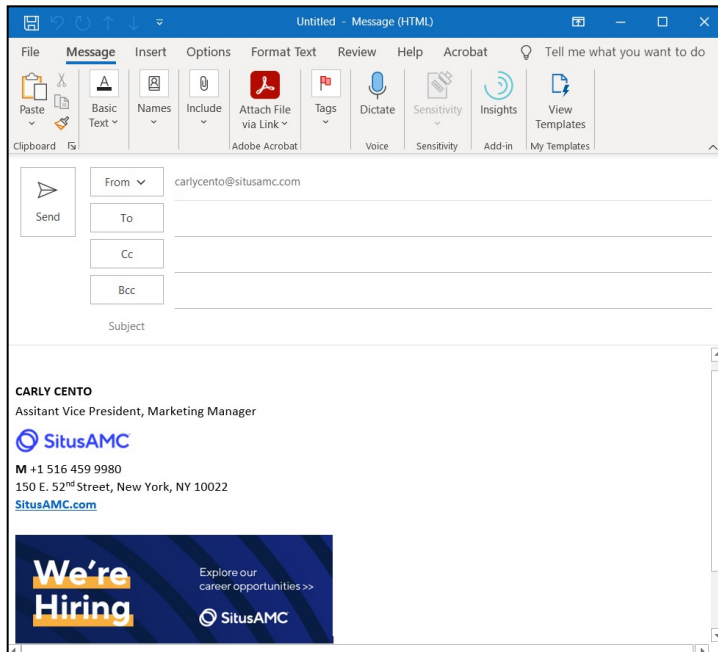 Untitled - Message (HTML)
File Message Insert Options Format Text Review Help Acrobat Tell me what you want to do
Paste
Basic Text
Names
Include
Attach File via Link
Tags
Dictate
Sensitivity
Insights
View Templates
Clipboard Adobe Acrobat Voice Sensitivity Add-in My Templates
Send
From carlycento@situsamc.com
To
Cc
Bcc
Subject
CARLY CENTO
Assitant Vice President, Marketing Manager
SitusAMC
M +1 516 459 9980
150 E. 52nd Street, New York, NY 10022
SitusAMC.com
We're
Hiring
Explore our
career opportunities >>
SitusAMC